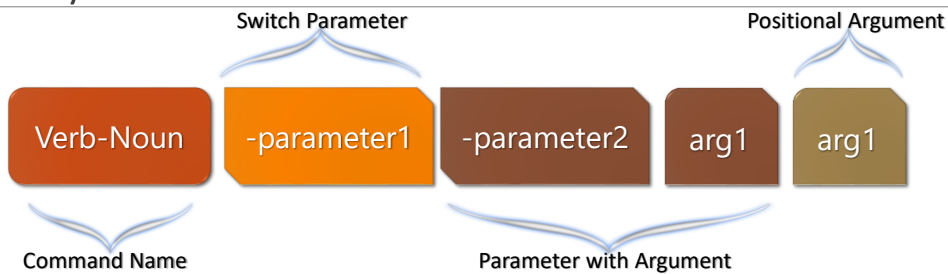 Switch Parameter
Positional Argument
Verb-Noun
-parameter1
-parameter2
arg1
arg1
Command Name
Parameter with Argument